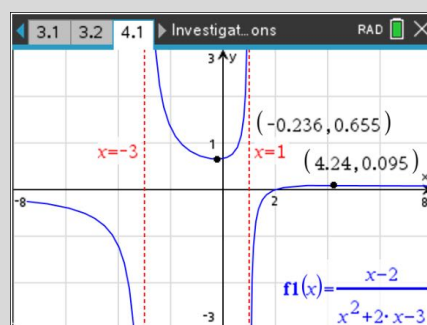 3.1 3.2 4.1 Investigat...ons RAD
3 y
(-0.236,0.655)
1
x=-3 x=1
(4.24,0.095)
x
-8 2 8
f1(x)=x-2/x²+2·x-3
-3